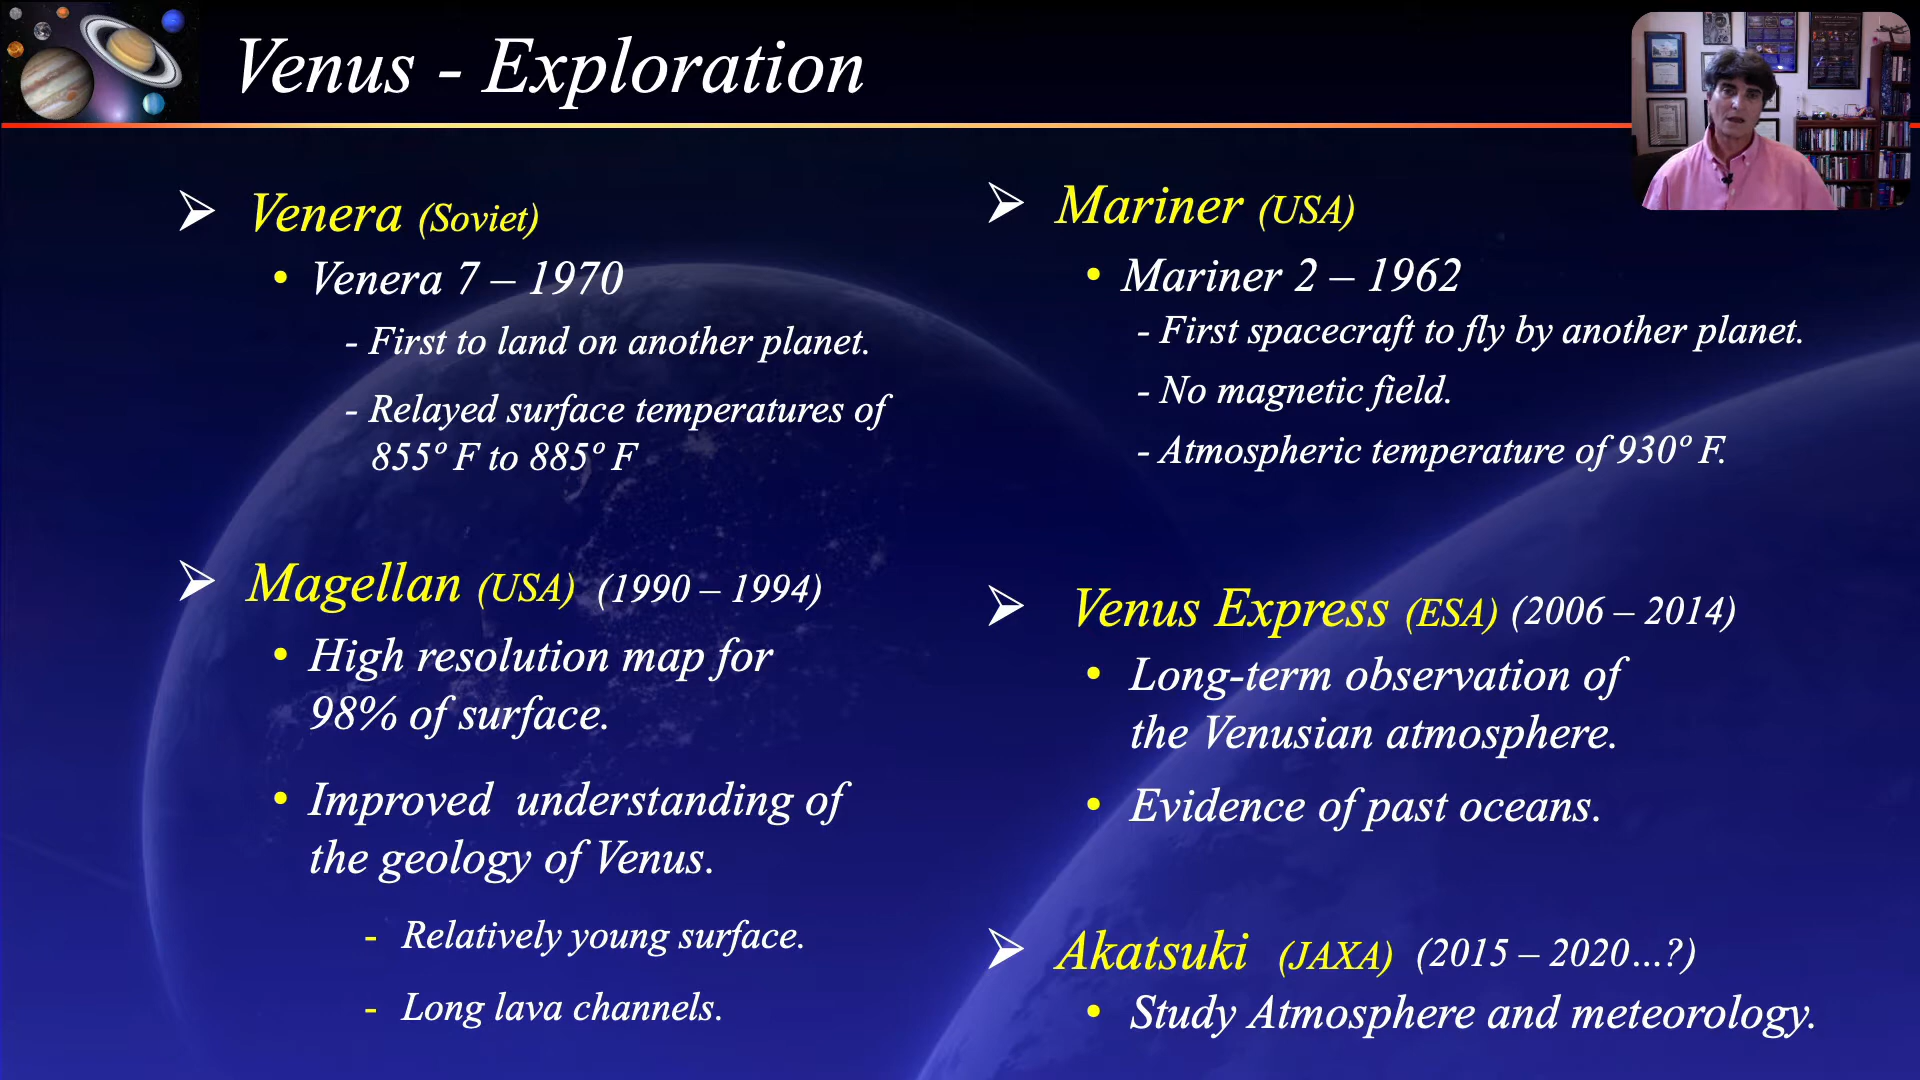 Venus - Exploration
Venera (Soviet)
• Venera 7 – 1970
- First to land on another planet.
- Relayed surface temperatures of
855º F to 885º F
Magellan (USA) (1990 – 1994)
• High resolution map for
98% of surface.
• Improved understanding of
the geology of Venus.
- Relatively young surface.
- Long lava channels.
Mariner (USA)
• Mariner 2 – 1962
- First spacecraft to fly by another planet.
- No magnetic field.
- Atmospheric temperature of 930º F.
Venus Express (ESA) (2006 – 2014)
• Long-term observation of
the Venusian atmosphere.
• Evidence of past oceans.
Akatsuki (JAXA) (2015 – 2020...?)
• Study Atmosphere and meteorology.